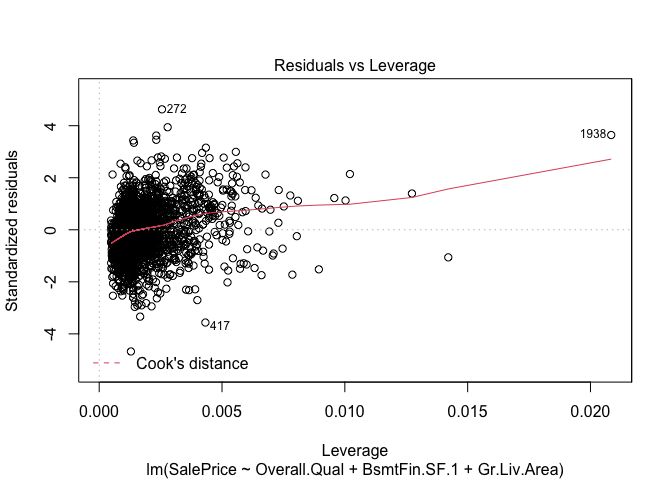 Residuals vs Leverage
Standardized residuals
4
2
0
-2
-4
272
1938
417
Cook's distance
0.000 0.005 0.010 0.015 0.020
Leverage
lm(SalePrice ~ Overall.Qual + BsmtFin.SF.1 + Gr.Liv.Area)